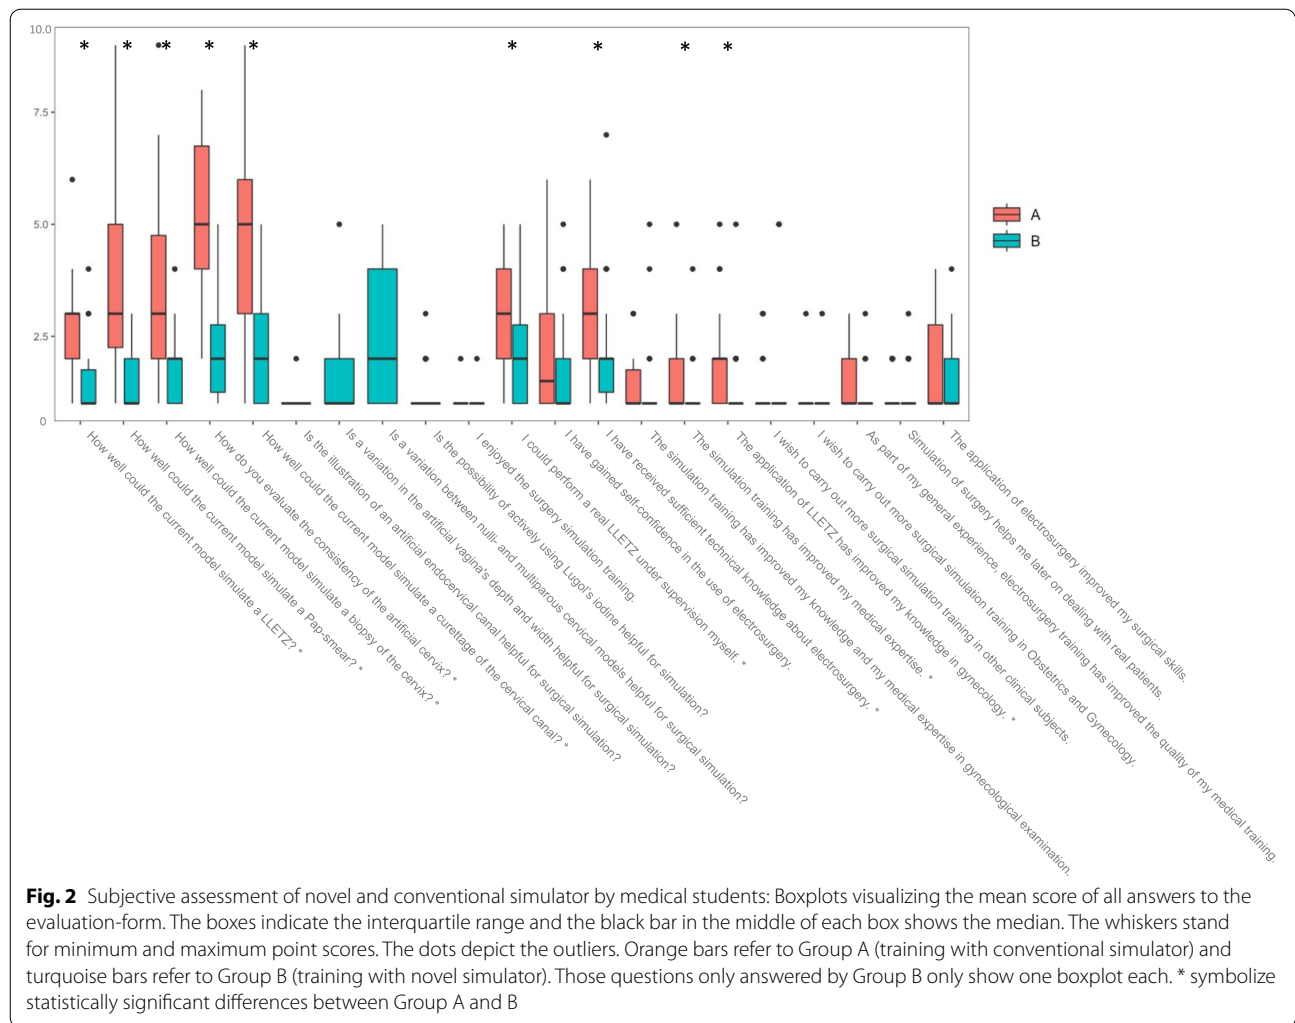 10.0
* * * * * * * * *
7.5
5.0
2.5
0
A
B
How well could the current model simulate a LLETZ? *
How well could the current model simulate a Pap-smear? *
How well could the current model simulate a biopsy of the cervix? *
How do you evaluate the consistency of the artificial cervix? *
How well could the current model simulate a curettage of the cervical canal? *
Is the illustration of an artificial endocervical canal helpful for surgical simulation?
Is a variation in the artificial vagina's depth and width helpful for surgical simulation?
Is a variation between nulli- and multiparous cervical models helpful for surgical simulation?
Is the possibility of actively using Lugol's iodine helpful for simulation?
I enjoyed the surgery simulation training.
I could perform a real LLETZ under supervision myself. *
I have gained self-confidence in the use of electrosurgery.
I have received sufficient technical knowledge about electrosurgery. *
The simulation training has improved my knowledge and my medical expertise in gynecological examination.
The simulation training has improved my medical expertise. *
The application of LLETZ has improved my knowledge in gynecology. *
I wish to carry out more surgical simulation training in other clinical subjects.
I wish to carry out more surgical simulation training in Obstetrics and Gynecology.
As part of my general experience, electrosurgery training has improved the quality of my medical training.
Simulation of surgery helps me later on dealing with real patients.
The application of electrosurgery improved my surgical skills.
Fig. 2 Subjective assessment of novel and conventional simulator by medical students: Boxplots visualizing the mean score of all answers to the
evaluation-form. The boxes indicate the interquartile range and the black bar in the middle of each box shows the median. The whiskers stand
for minimum and maximum point scores. The dots depict the outliers. Orange bars refer to Group A (training with conventional simulator) and
turquoise bars refer to Group B (training with novel simulator). Those questions only answered by Group B only show one boxplot each. * symbolize
statistically significant differences between Group A and B